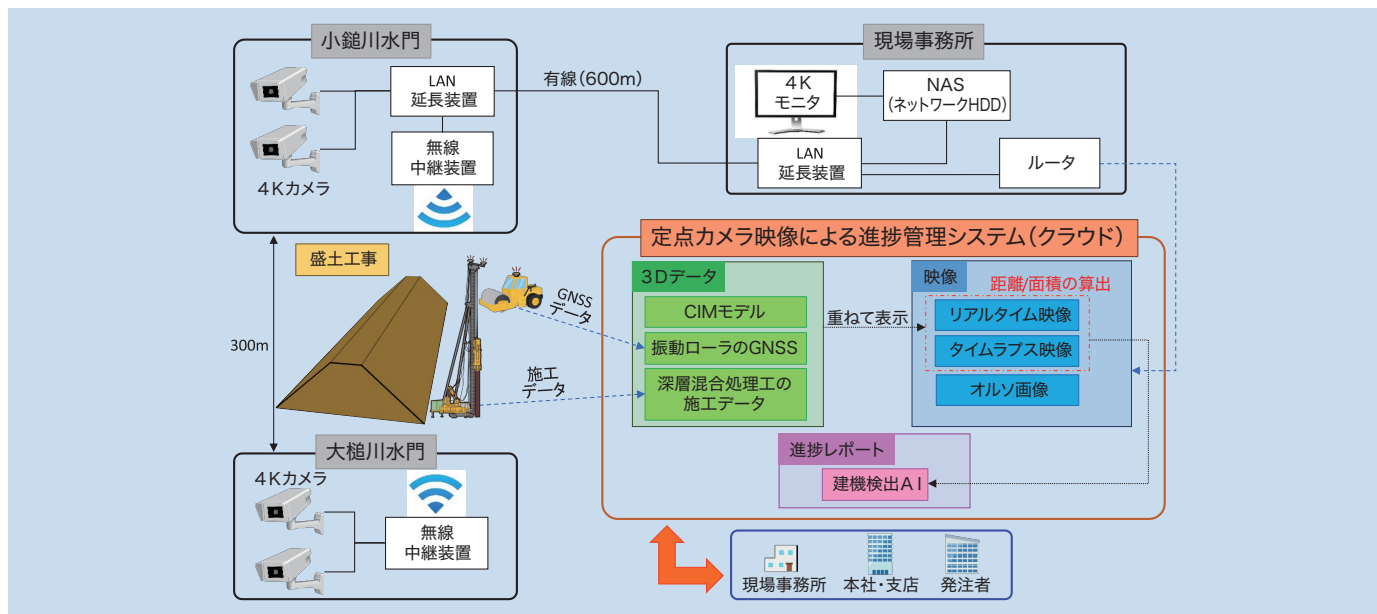 小鎚川水門
LAN
延長装置
無線
中継装置
4Kカメラ
有線(600m)
現場事務所
4K
モニタ
NAS
(ネットワークHDD)
LAN
延長装置
ルータ
300m
盛土工事
GNSS
データ
施工
データ
大槌川水門
4Kカメラ
無線
中継装置
定点カメラ映像による進捗管理システム(クラウド)
3Dデータ
CIMモデル
振動ローラのGNSS
深層混合処理工の
施工データ
重ねて表示
映像
距離/面積の算出
リアルタイム映像
タイムラプス映像
オルソ画像
進捗レポート
建機検出AI
現場事務所
本社・支店
発注者